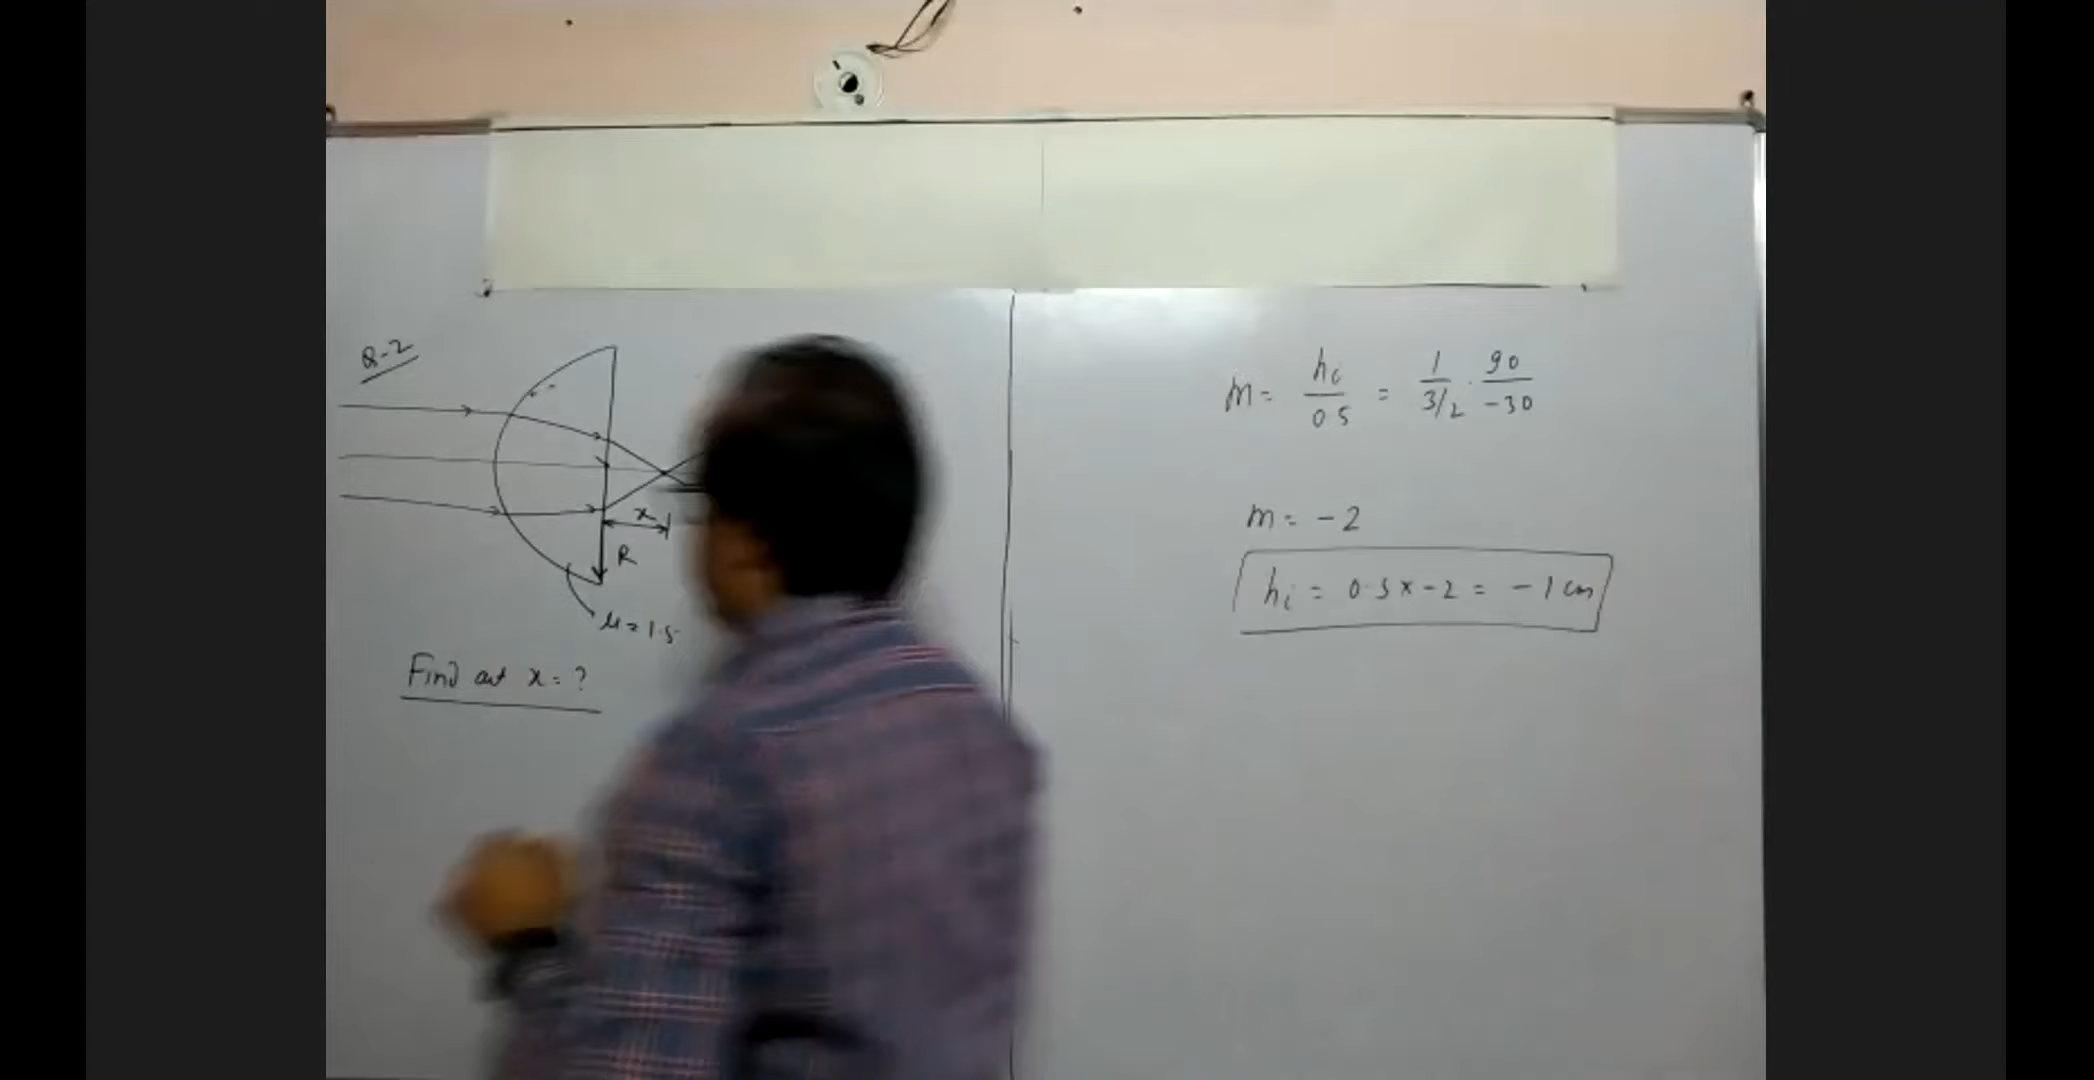 Q-2
x
R
μ = 1.5
Find out x = ?
m = hi/0.5 = 1/3/2 . 90/-30
m = -2
hi = 0.5 x -2 = -1 cm